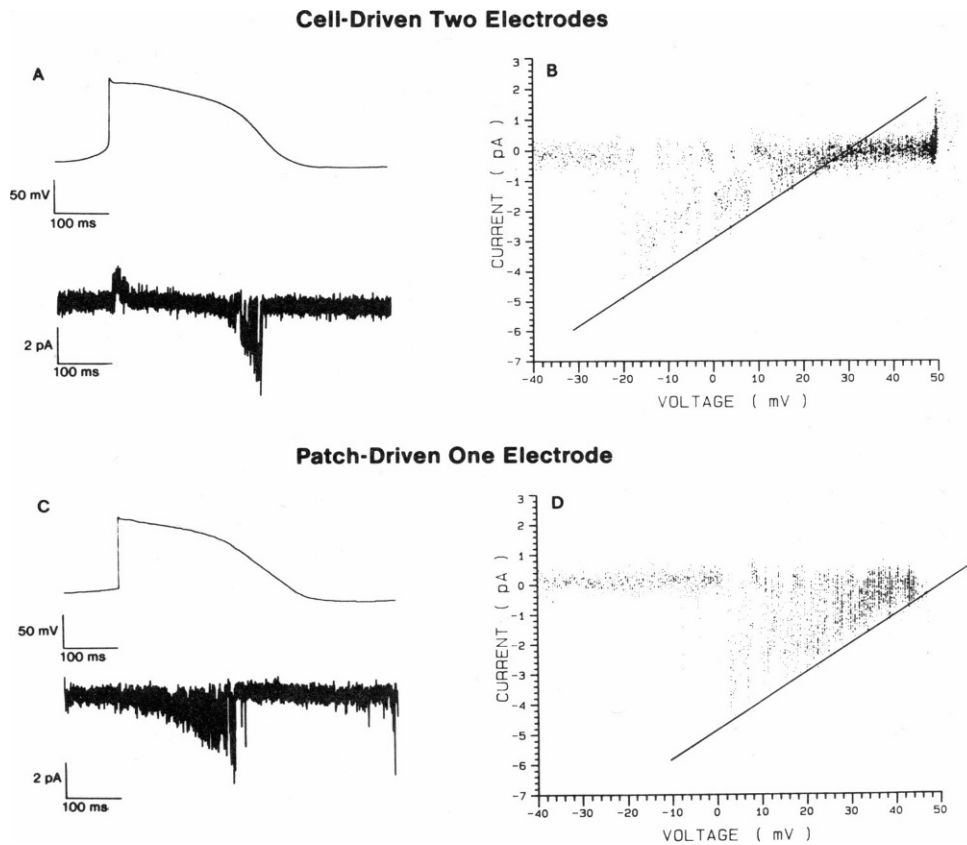 Cell-Driven Two Electrodes
A
50 mV
100 ms
2 pA
100 ms
B
3
2
1
0
-1
-2
-3
-4
-5
-6
-7
CURRENT ( pA )
-40 -30 -20 -10 0 10 20 30 40 50
VOLTAGE ( mV )
Patch-Driven One Electrode
C
50 mV
100 ms
2 pA
100 ms
D
3
2
1
0
-1
-2
-3
-4
-5
-6
-7
CURRENT ( pA )
-40 -30 -20 -10 0 10 20 30 40 50
VOLTAGE ( mV )